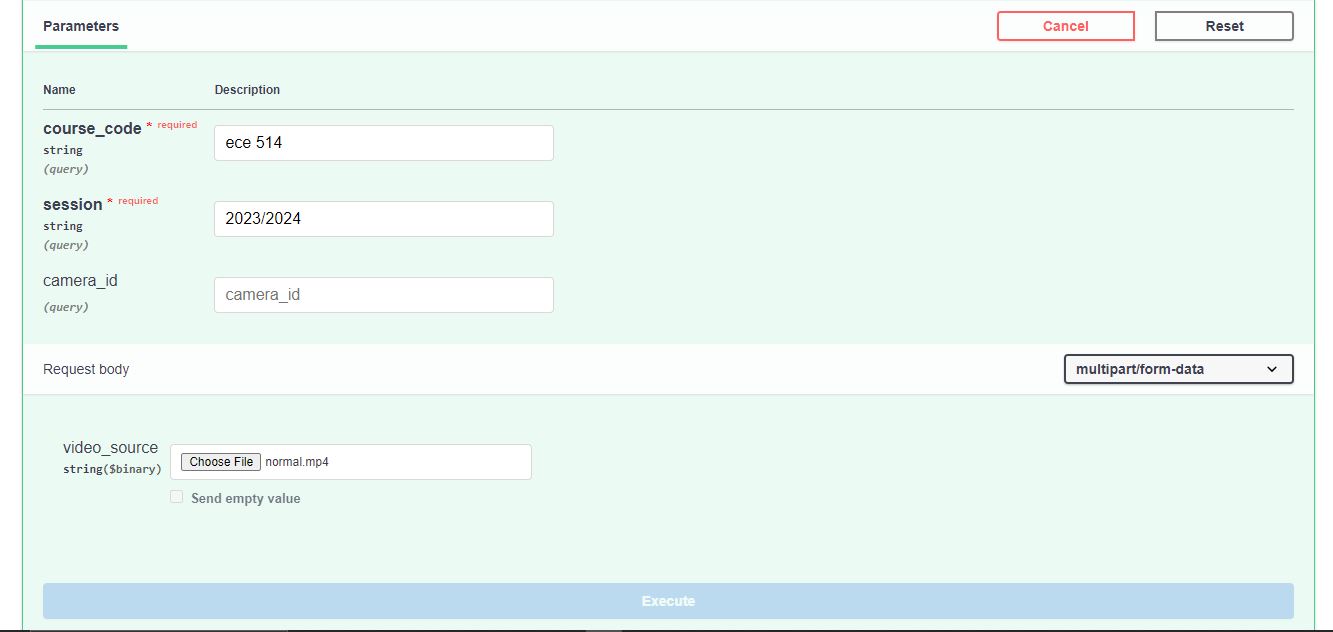 Parameters
Cancel
Reset
Name
Description
course_code * required
string
(query)
ece 514
session * required
string
(query)
2023/2024
camera_id
(query)
camera_id
Request body
multipart/form-data
video_source
string($binary)
Choose File normal.mp4
Send empty value
Execute